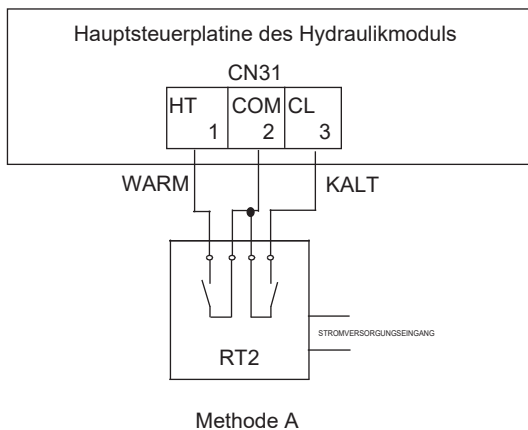 Hauptsteuerplatine des Hydraulikmoduls
CN31
HT COM CL
1 2 3
WARM KALT
STROMVERSORGUNGSEINGANG
RT2
Methode A